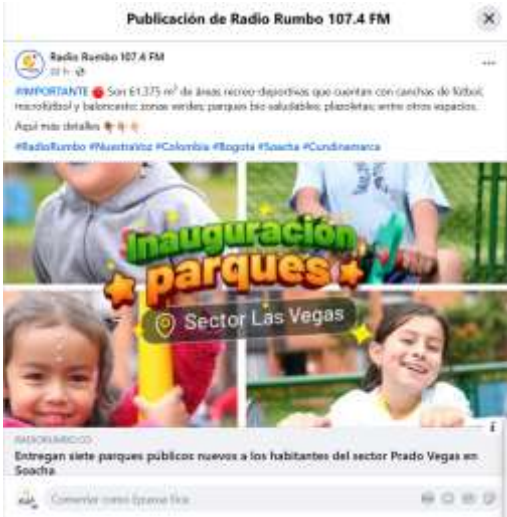 Publicación de Radio Rumbo 107.4 FM
Radio Rumbo 107.4 FM
#IMPORTANTE Son 61.375 m² de áreas recreo-deportivas que cuentan con canchas de fútbol,
microfútbol y baloncesto; zonas verdes; parques bio saludables; plazoletas; entre otros espacios.
Aquí más detalles
#RadioRumbo #NuestraVoz #Colombia #Bogota #Soacha #Cundinamarca
Inauguración
parques
Sector Las Vegas
RADIORUMBO.CO
Entregan siete parques públicos nuevos a los habitantes del sector Prado Vegas en
Soacha
Comentar como